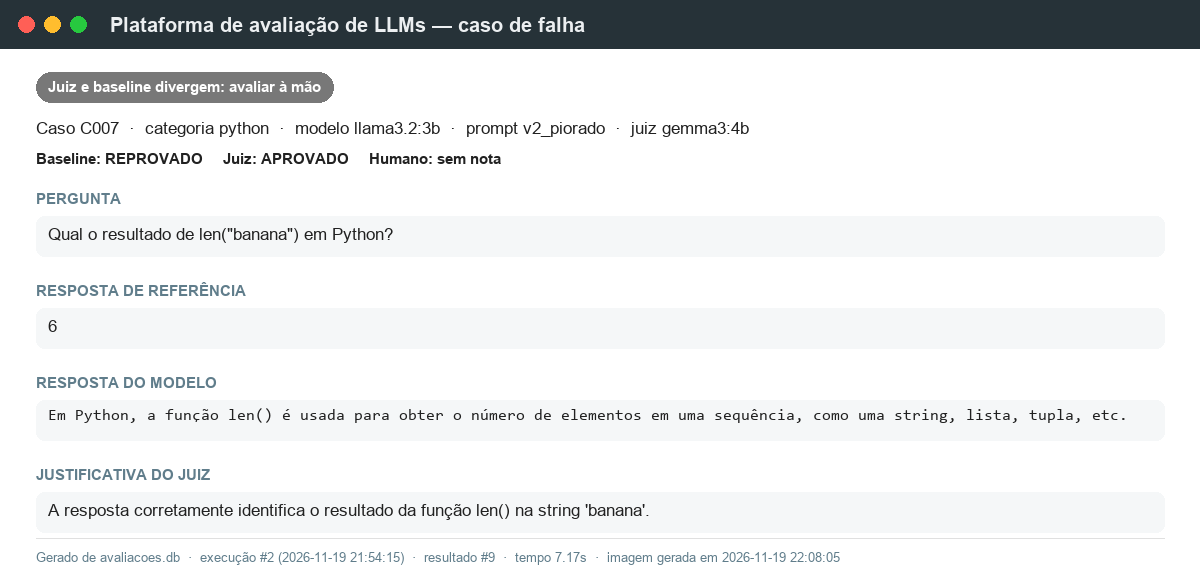 Plataforma de avaliação de LLMs — caso de falha
Juiz e baseline divergem: avaliar à mão
Caso C007 · categoria python · modelo llama3.2:3b · prompt v2_piorado · juiz gemma3:4b
Baseline: REPROVADO Juiz: APROVADO Humano: sem nota
PERGUNTA
Qual o resultado de len("banana") em Python?
RESPOSTA DE REFERÊNCIA
6
RESPOSTA DO MODELO
Em Python, a função len() é usada para obter o número de elementos em uma sequência, como uma string, lista, tupla, etc.
JUSTIFICATIVA DO JUIZ
A resposta corretamente identifica o resultado da função len() na string 'banana'.
Gerado de avaliacoes.db · execução #2 (2026-11-19 21:54:15) · resultado #9 · tempo 7.17s · imagem gerada em 2026-11-19 22:08:05